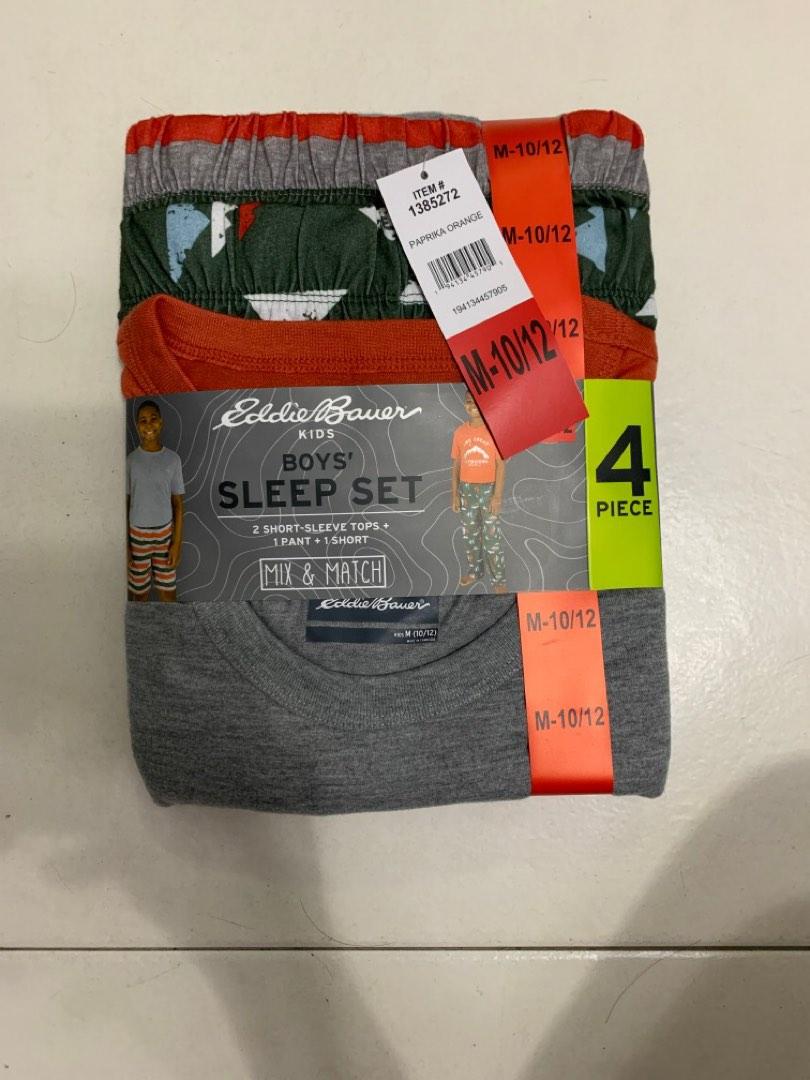 M-10/12
ITEM #
1385272
PAPRIKA ORANGE
194134457905
M-10/12
M-10/12
/12
Eddie Bauer
KIDS
BOYS'
SLEEP SET
2 SHORT-SLEEVE TOPS +
1 PANT + 1 SHORT
MIX & MATCH
4
PIECE
Eddie Bauer
KIDS M (10/12)
M-10/12
M-10/12